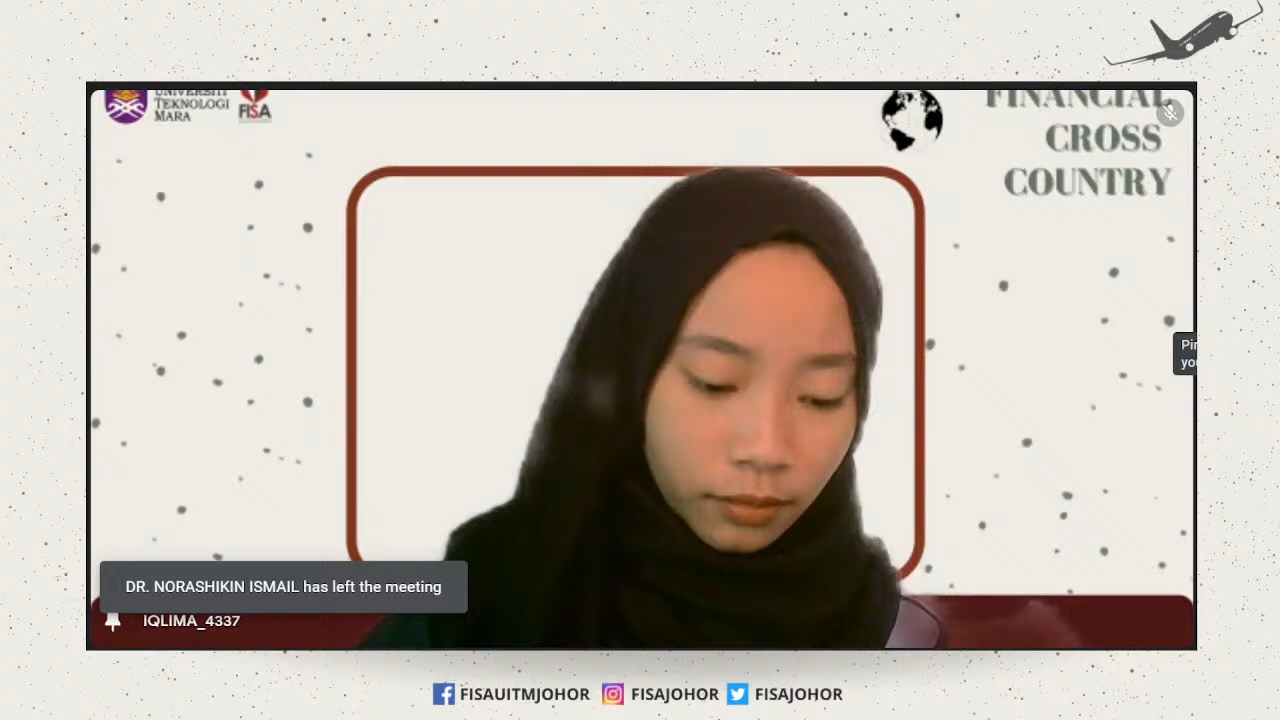 UNIVERSITI
TEKNOLOGI
MARA
FISA
FINANCIAL
CROSS
COUNTRY
DR. NORASHIKIN ISMAIL has left the meeting
IQLIMA_4337
FISAUITMJOHOR FISAJOHOR FISAJOHOR